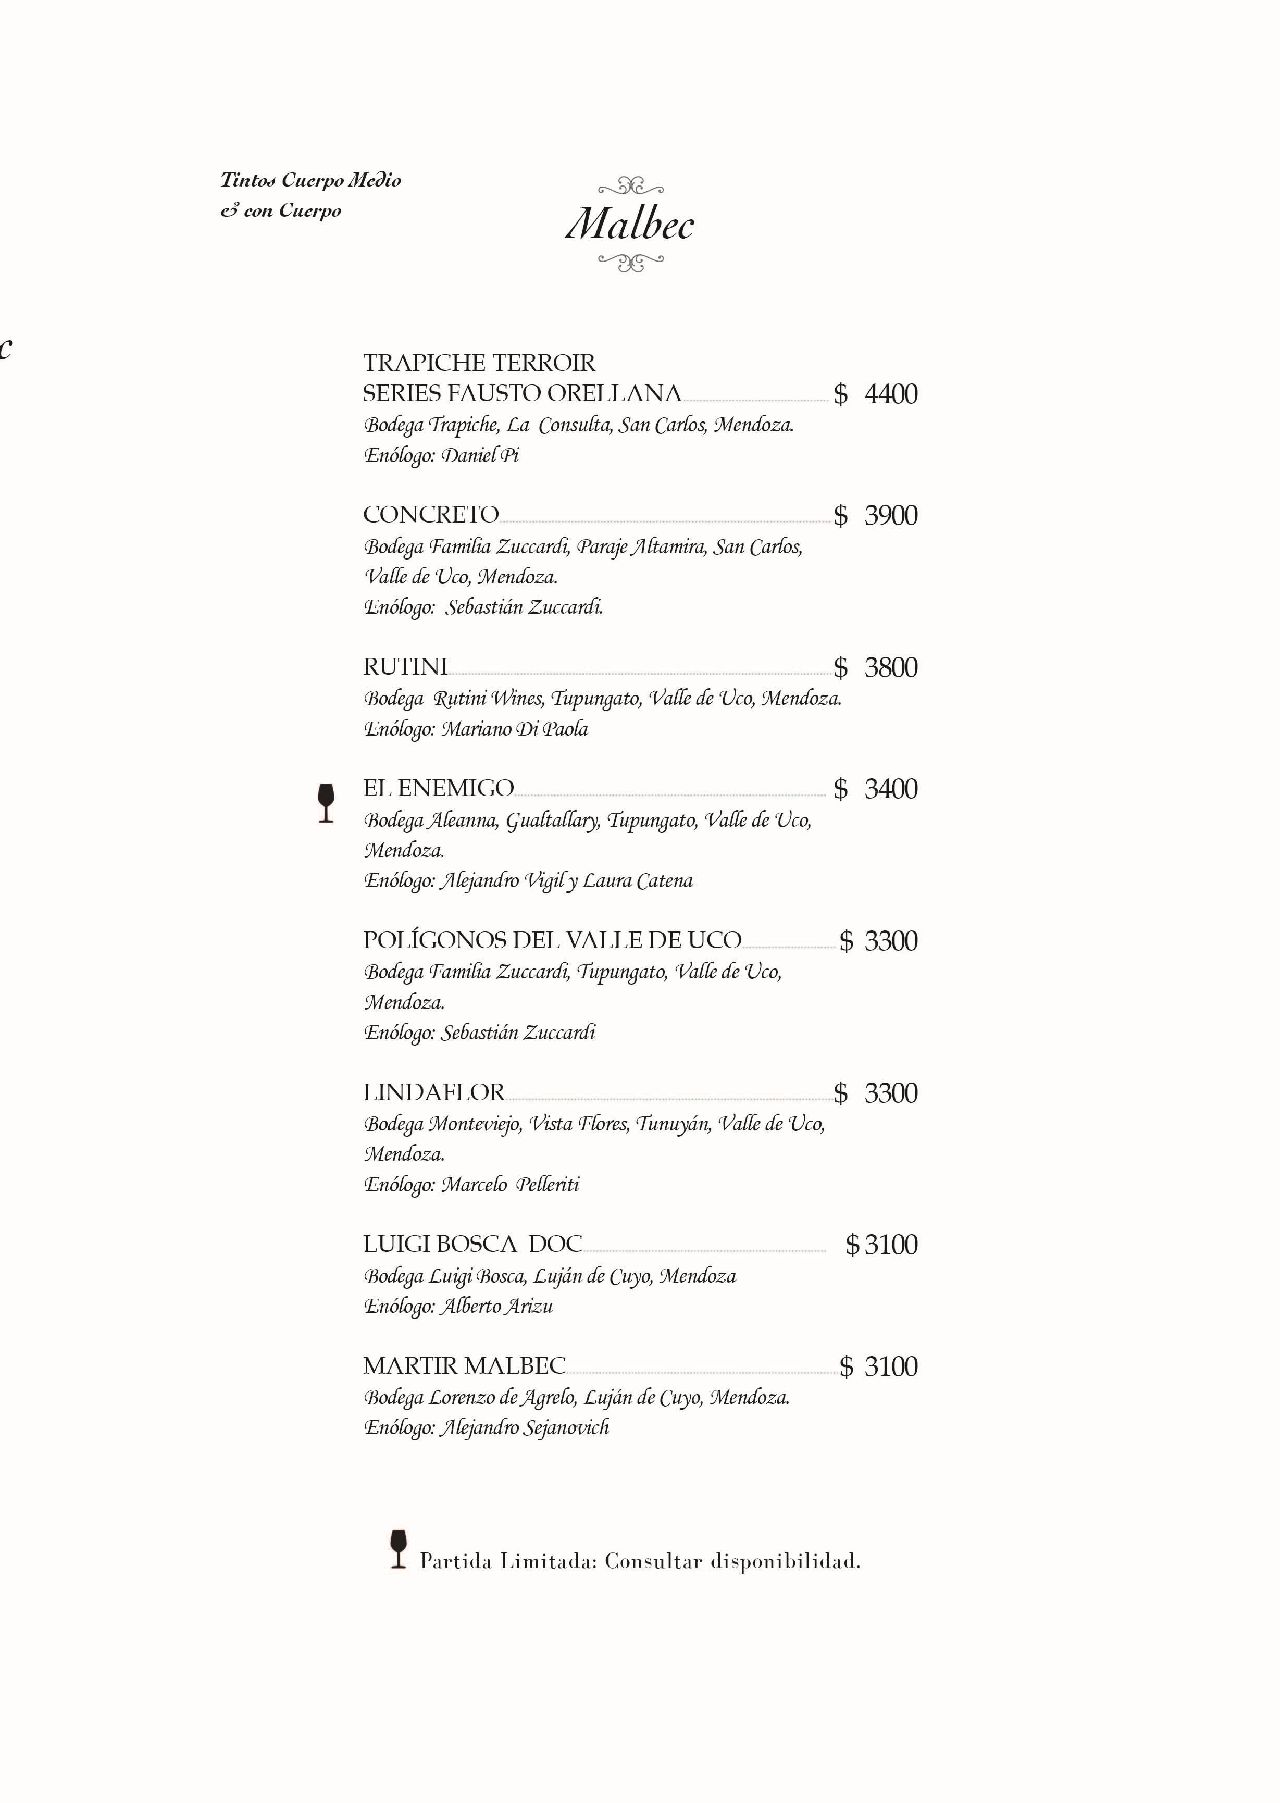 Tintos Cuerpo Medio
& con Cuerpo
Malbec
c
TRAPICHE TERROIR
SERIES FAUSTO ORELLANA $ 4400
Bodega Trapiche, La Consulta, San Carlos, Mendoza.
Enólogo: Daniel Pi
CONCRETO $ 3900
Bodega Familia Zuccardi, Paraje Altamira, San Carlos,
Valle de Uco, Mendoza.
Enólogo: Sebastián Zuccardi.
RUTINI $ 3800
Bodega Rutini Wines, Tupungato, Valle de Uco, Mendoza.
Enólogo: Mariano Di Paola
EL ENEMIGO $ 3400
Bodega Aleanna, Gualtallary, Tupungato, Valle de Uco,
Mendoza.
Enólogo: Alejandro Vigil y Laura Catena
POLÍGONOS DEL VALLE DE UCO $ 3300
Bodega Familia Zuccardi, Tupungato, Valle de Uco,
Mendoza.
Enólogo: Sebastián Zuccardi
LINDAFLOR $ 3300
Bodega Monteviejo, Vista Flores, Tunuyán, Valle de Uco,
Mendoza.
Enólogo: Marcelo Pelleriti
LUIGI BOSCA DOC $ 3100
Bodega Luigi Bosca, Luján de Cuyo, Mendoza
Enólogo: Alberto Arizu
MARTIR MALBEC $ 3100
Bodega Lorenzo de Agrelo, Luján de Cuyo, Mendoza.
Enólogo: Alejandro Sejanovich
Partida Limitada: Consultar disponibilidad.